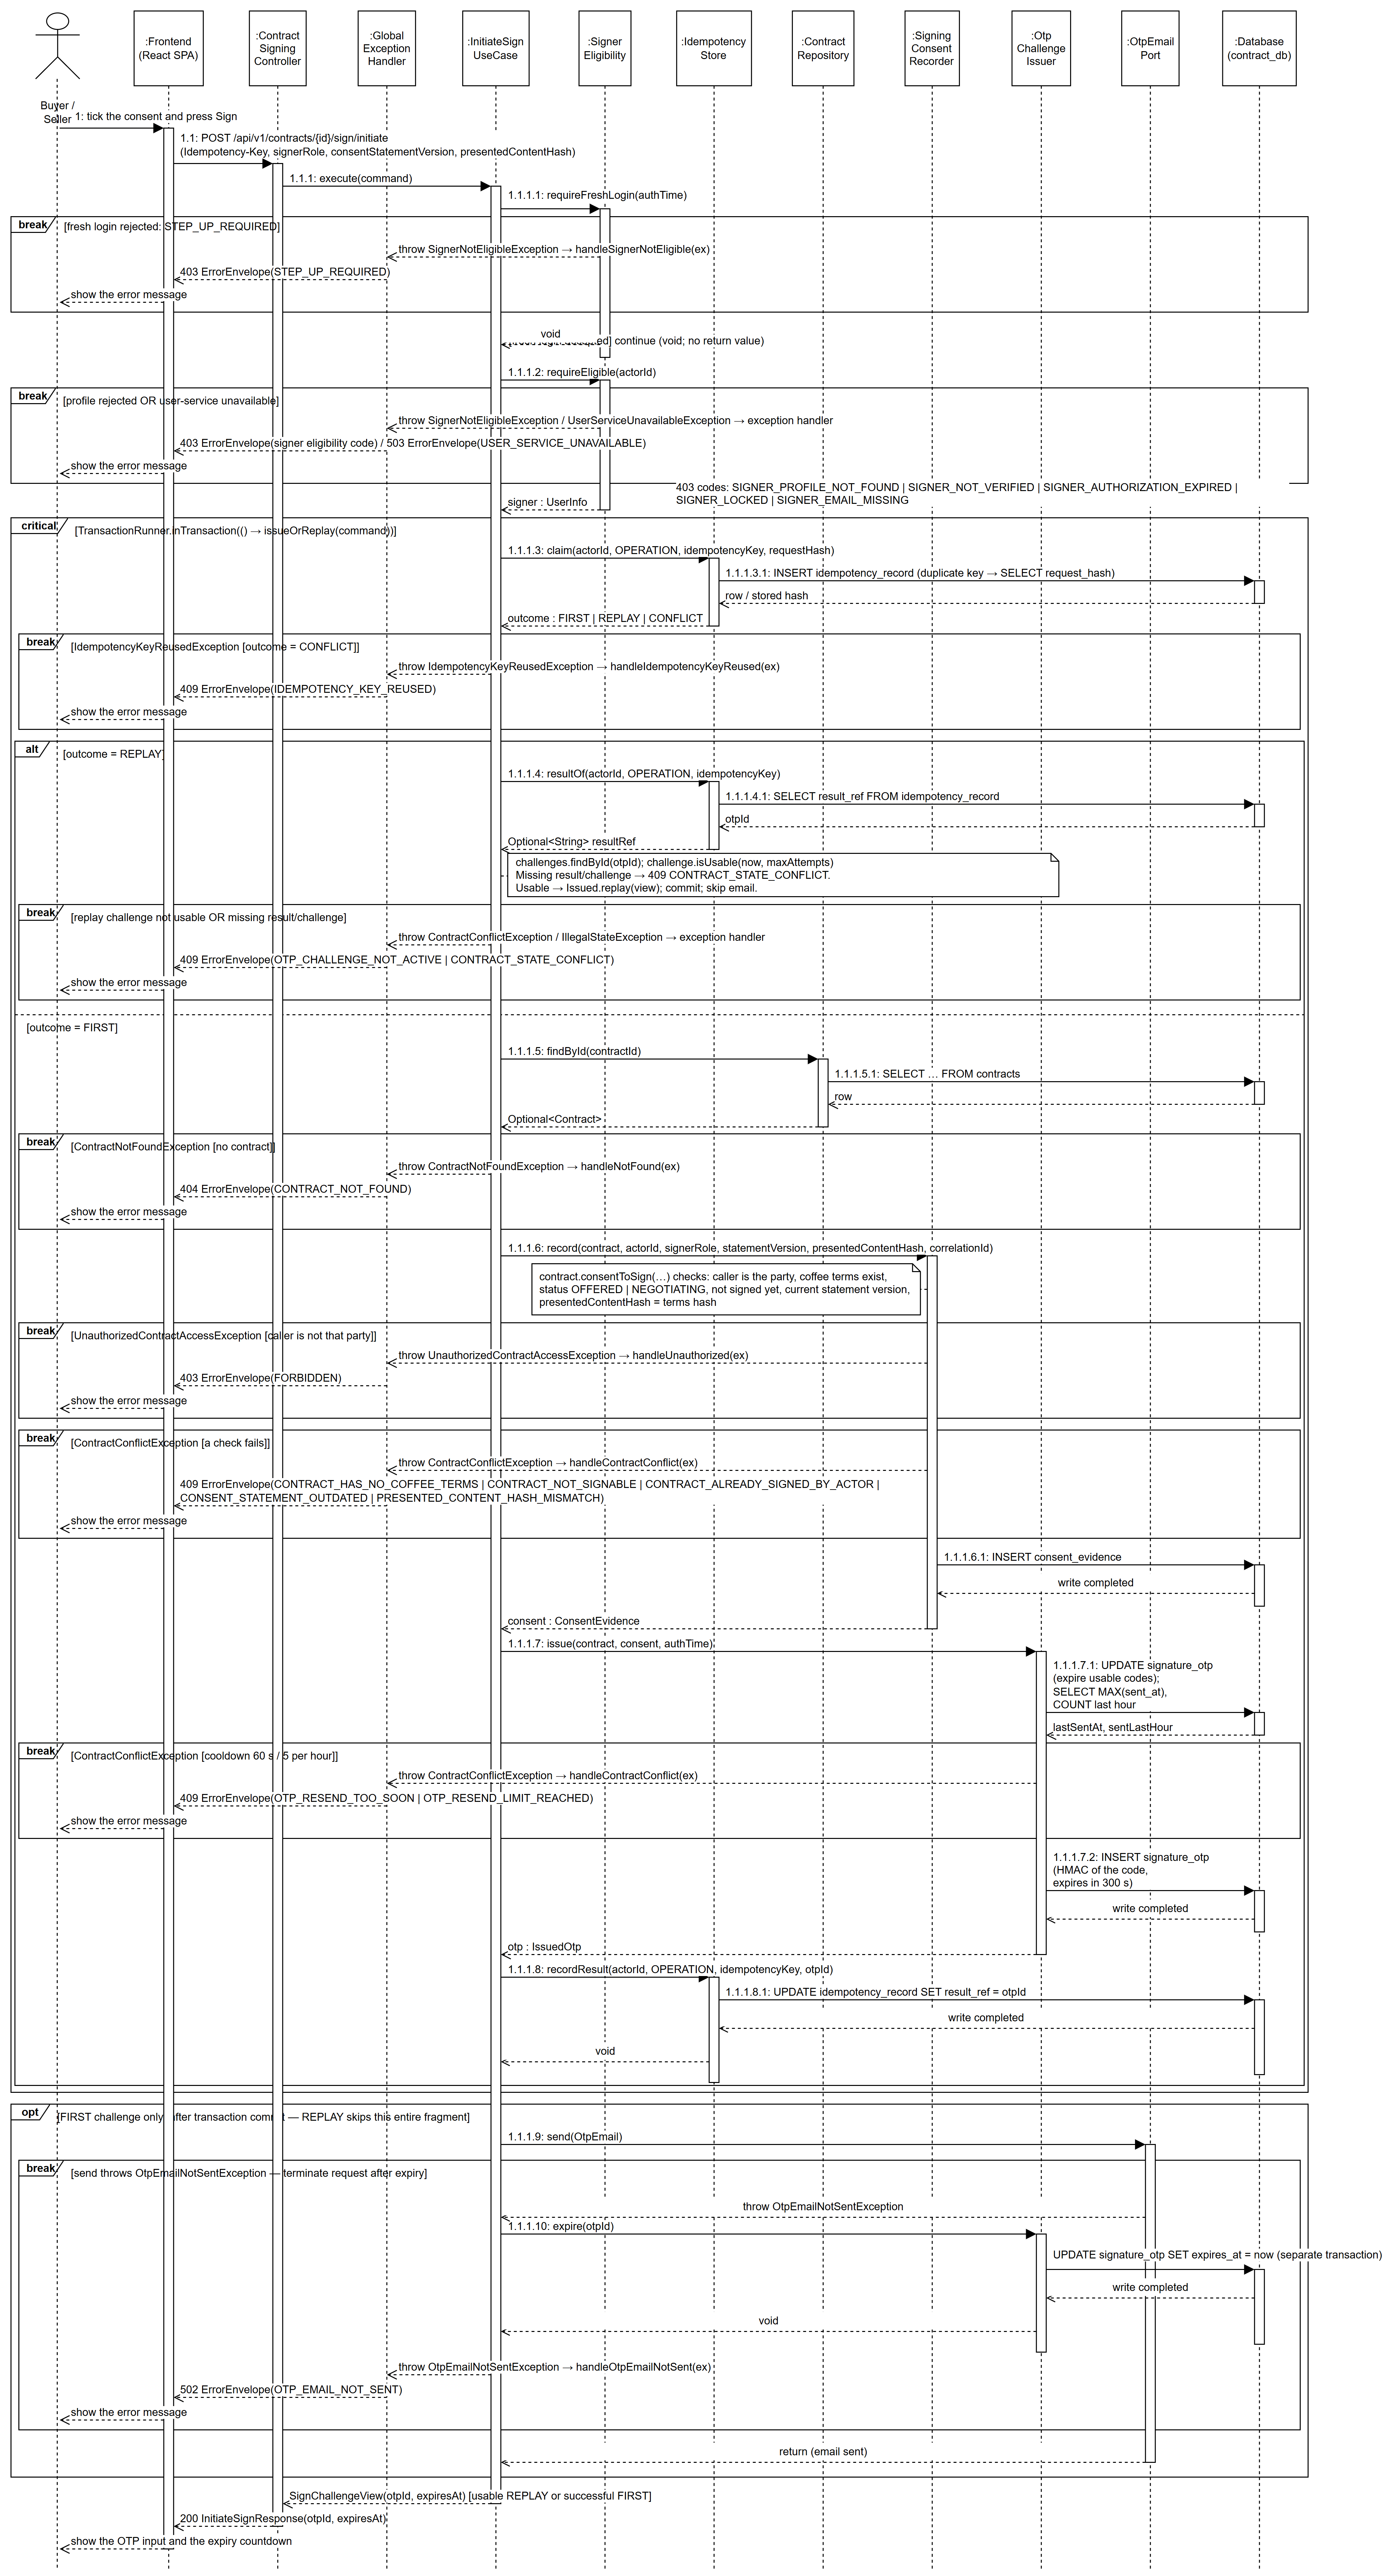 :Frontend
(React SPA)
:Contract
Signing
Controller
:Global
Exception
Handler
:InitiateSign
UseCase
:Signer
Eligibility
:Idempotency
Store
:Contract
Repository
:Signing
Consent
Recorder
:Otp
Challenge
Issuer
:OtpEmail
Port
:Database
(contract_db)
Buyer /
Seller
1: tick the consent and press Sign
1.1: POST /api/v1/contracts/{id}/sign/initiate
(Idempotency-Key, signerRole, consentStatementVersion, presentedContentHash)
1.1.1: execute(command)
1.1.1.1: requireFreshLogin(authTime)
break
[fresh login rejected: STEP_UP_REQUIRED]
throw SignerNotEligibleException → handleSignerNotEligible(ex)
403 ErrorEnvelope(STEP_UP_REQUIRED)
show the error message
void
continue (void; no return value)
1.1.1.2: requireEligible(actorId)
break
[profile rejected OR user-service unavailable]
throw SignerNotEligibleException / UserServiceUnavailableException → exception handler
403 ErrorEnvelope(signer eligibility code) / 503 ErrorEnvelope(USER_SERVICE_UNAVAILABLE)
show the error message
403 codes: SIGNER_PROFILE_NOT_FOUND | SIGNER_NOT_VERIFIED | SIGNER_AUTHORIZATION_EXPIRED |
SIGNER_LOCKED | SIGNER_EMAIL_MISSING
signer : UserInfo
critical
[TransactionRunner.inTransaction(() → issueOrReplay(command))]
1.1.1.3: claim(actorId, OPERATION, idempotencyKey, requestHash)
1.1.1.3.1: INSERT idempotency_record (duplicate key → SELECT request_hash)
row / stored hash
outcome : FIRST | REPLAY | CONFLICT
break
[IdempotencyKeyReusedException [outcome = CONFLICT]]
throw IdempotencyKeyReusedException → handleIdempotencyKeyReused(ex)
409 ErrorEnvelope(IDEMPOTENCY_KEY_REUSED)
show the error message
alt
[outcome = REPLAY]
1.1.1.4: resultOf(actorId, OPERATION, idempotencyKey)
1.1.1.4.1: SELECT result_ref FROM idempotency_record
otpId
Optional<String> resultRef
challenges.findById(otpId); challenge.isUsable(now, maxAttempts)
Missing result/challenge → 409 CONTRACT_STATE_CONFLICT.
Usable → Issued.replay(view); commit; skip email.
break
[replay challenge not usable OR missing result/challenge]
throw ContractConflictException / IllegalStateException → exception handler
409 ErrorEnvelope(OTP_CHALLENGE_NOT_ACTIVE | CONTRACT_STATE_CONFLICT)
show the error message
[outcome = FIRST]
1.1.1.5: findById(contractId)
1.1.1.5.1: SELECT … FROM contracts
row
Optional<Contract>
break
[ContractNotFoundException [no contract]]
throw ContractNotFoundException → handleNotFound(ex)
404 ErrorEnvelope(CONTRACT_NOT_FOUND)
show the error message
1.1.1.6: record(contract, actorId, signerRole, statementVersion, presentedContentHash, correlationId)
contract.consentToSign(…) checks: caller is the party, coffee terms exist,
status OFFERED | NEGOTIATING, not signed yet, current statement version,
presentedContentHash = terms hash
break
[UnauthorizedContractAccessException [caller is not that party]]
throw UnauthorizedContractAccessException → handleUnauthorized(ex)
403 ErrorEnvelope(FORBIDDEN)
show the error message
break
[ContractConflictException [a check fails]]
throw ContractConflictException → handleContractConflict(ex)
409 ErrorEnvelope(CONTRACT_HAS_NO_COFFEE_TERMS | CONTRACT_NOT_SIGNABLE | CONTRACT_ALREADY_SIGNED_BY_ACTOR |
CONSENT_STATEMENT_OUTDATED | PRESENTED_CONTENT_HASH_MISMATCH)
show the error message
1.1.1.6.1: INSERT consent_evidence
write completed
consent : ConsentEvidence
1.1.1.7: issue(contract, consent, authTime)
1.1.1.7.1: UPDATE signature_otp
(expire usable codes);
SELECT MAX(sent_at),
COUNT last hour
lastSentAt, sentLastHour
break
[ContractConflictException [cooldown 60 s / 5 per hour]]
throw ContractConflictException → handleContractConflict(ex)
409 ErrorEnvelope(OTP_RESEND_TOO_SOON | OTP_RESEND_LIMIT_REACHED)
show the error message
1.1.1.7.2: INSERT signature_otp
(HMAC of the code,
expires in 300 s)
write completed
otp : IssuedOtp
1.1.1.8: recordResult(actorId, OPERATION, idempotencyKey, otpId)
1.1.1.8.1: UPDATE idempotency_record SET result_ref = otpId
write completed
void
opt
[FIRST challenge only, after transaction commit — REPLAY skips this entire fragment]
1.1.1.9: send(OtpEmail)
break
[send throws OtpEmailNotSentException — terminate request after expiry]
throw OtpEmailNotSentException
1.1.1.10: expire(otpId)
UPDATE signature_otp SET expires_at = now (separate transaction)
write completed
void
throw OtpEmailNotSentException → handleOtpEmailNotSent(ex)
502 ErrorEnvelope(OTP_EMAIL_NOT_SENT)
show the error message
return (email sent)
SignChallengeView(otpId, expiresAt) [usable REPLAY or successful FIRST]
200 InitiateSignResponse(otpId, expiresAt)
show the OTP input and the expiry countdown